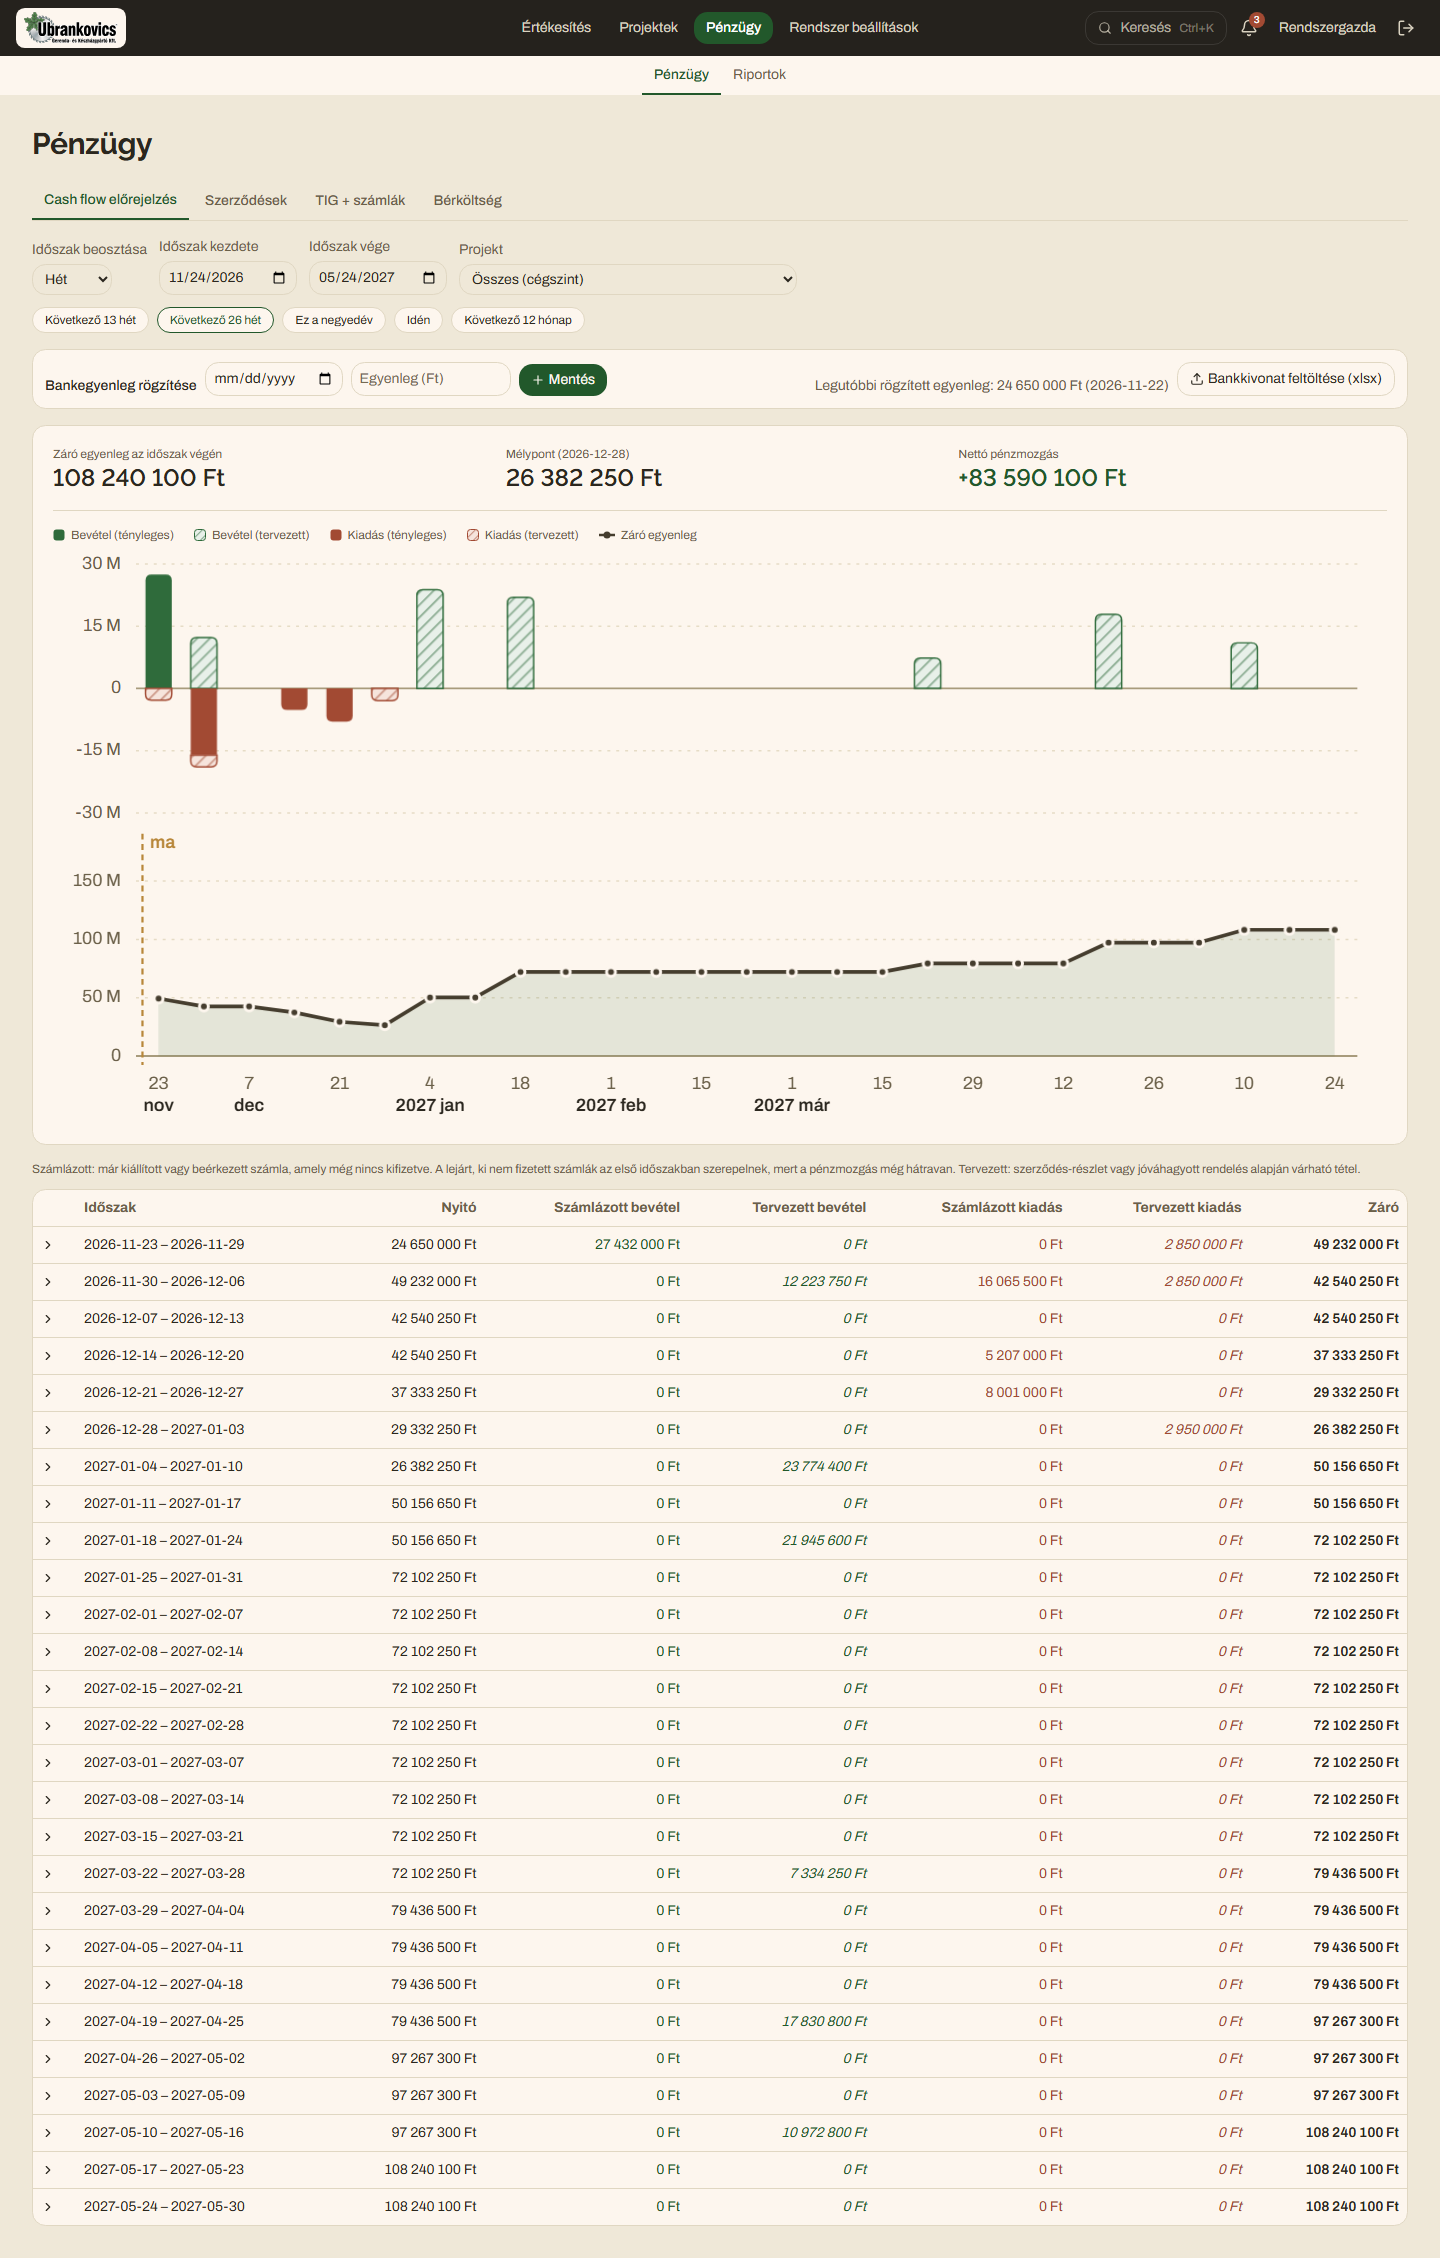 Ubrankovics
Gerenda- és Készházgyártó Kft.
Értékesítés Projektek Pénzügy Rendszer beállítások Keresés Ctrl+K 3 Rendszergazda
Pénzügy Riportok
Pénzügy
Cash flow előrejelzés Szerződések TIG + számlák Bérköltség
Időszak beosztása Időszak kezdete Időszak vége Projekt
Hét 11/24/2026 05/24/2027 Összes (cégszint)
Következő 13 hét Következő 26 hét Ez a negyedév Idén Következő 12 hónap
Bankegyenleg rögzítése mm/dd/yyyy Egyenleg (Ft) + Mentés Legutóbbi rögzített egyenleg: 24 650 000 Ft (2026-11-22) Bankkivonat feltöltése (xlsx)
Záró egyenleg az időszak végén Mélypont (2026-12-28) Nettó pénzmozgás
108 240 100 Ft 26 382 250 Ft +83 590 100 Ft
Bevétel (tényleges) Bevétel (tervezett) Kiadás (tényleges) Kiadás (tervezett) Záró egyenleg
30 M
15 M
0
-15 M
-30 M
ma
150 M
100 M
50 M
0
23 7 21 4 18 1 15 1 15 29 12 26 10 24
nov dec 2027 jan 2027 feb 2027 már
Számlázott: már kiállított vagy beérkezett számla, amely még nincs kifizetve. A lejárt, ki nem fizetett számlák az első időszakban szerepelnek, mert a pénzmozgás még hátravan. Tervezett: szerződés-részlet vagy jóváhagyott rendelés alapján várható tétel.
Időszak Nyitó Számlázott bevétel Tervezett bevétel Számlázott kiadás Tervezett kiadás Záró
2026-11-23 – 2026-11-29 24 650 000 Ft 27 432 000 Ft 0 Ft 0 Ft 2 850 000 Ft 49 232 000 Ft
2026-11-30 – 2026-12-06 49 232 000 Ft 0 Ft 12 223 750 Ft 16 065 500 Ft 2 850 000 Ft 42 540 250 Ft
2026-12-07 – 2026-12-13 42 540 250 Ft 0 Ft 0 Ft 0 Ft 0 Ft 42 540 250 Ft
2026-12-14 – 2026-12-20 42 540 250 Ft 0 Ft 0 Ft 5 207 000 Ft 0 Ft 37 333 250 Ft
2026-12-21 – 2026-12-27 37 333 250 Ft 0 Ft 0 Ft 8 001 000 Ft 0 Ft 29 332 250 Ft
2026-12-28 – 2027-01-03 29 332 250 Ft 0 Ft 0 Ft 0 Ft 2 950 000 Ft 26 382 250 Ft
2027-01-04 – 2027-01-10 26 382 250 Ft 0 Ft 23 774 400 Ft 0 Ft 0 Ft 50 156 650 Ft
2027-01-11 – 2027-01-17 50 156 650 Ft 0 Ft 0 Ft 0 Ft 0 Ft 50 156 650 Ft
2027-01-18 – 2027-01-24 50 156 650 Ft 0 Ft 21 945 600 Ft 0 Ft 0 Ft 72 102 250 Ft
2027-01-25 – 2027-01-31 72 102 250 Ft 0 Ft 0 Ft 0 Ft 0 Ft 72 102 250 Ft
2027-02-01 – 2027-02-07 72 102 250 Ft 0 Ft 0 Ft 0 Ft 0 Ft 72 102 250 Ft
2027-02-08 – 2027-02-14 72 102 250 Ft 0 Ft 0 Ft 0 Ft 0 Ft 72 102 250 Ft
2027-02-15 – 2027-02-21 72 102 250 Ft 0 Ft 0 Ft 0 Ft 0 Ft 72 102 250 Ft
2027-02-22 – 2027-02-28 72 102 250 Ft 0 Ft 0 Ft 0 Ft 0 Ft 72 102 250 Ft
2027-03-01 – 2027-03-07 72 102 250 Ft 0 Ft 0 Ft 0 Ft 0 Ft 72 102 250 Ft
2027-03-08 – 2027-03-14 72 102 250 Ft 0 Ft 0 Ft 0 Ft 0 Ft 72 102 250 Ft
2027-03-15 – 2027-03-21 72 102 250 Ft 0 Ft 0 Ft 0 Ft 0 Ft 72 102 250 Ft
2027-03-22 – 2027-03-28 72 102 250 Ft 0 Ft 7 334 250 Ft 0 Ft 0 Ft 79 436 500 Ft
2027-03-29 – 2027-04-04 79 436 500 Ft 0 Ft 0 Ft 0 Ft 0 Ft 79 436 500 Ft
2027-04-05 – 2027-04-11 79 436 500 Ft 0 Ft 0 Ft 0 Ft 0 Ft 79 436 500 Ft
2027-04-12 – 2027-04-18 79 436 500 Ft 0 Ft 0 Ft 0 Ft 0 Ft 79 436 500 Ft
2027-04-19 – 2027-04-25 79 436 500 Ft 0 Ft 17 830 800 Ft 0 Ft 0 Ft 97 267 300 Ft
2027-04-26 – 2027-05-02 97 267 300 Ft 0 Ft 0 Ft 0 Ft 0 Ft 97 267 300 Ft
2027-05-03 – 2027-05-09 97 267 300 Ft 0 Ft 0 Ft 0 Ft 0 Ft 97 267 300 Ft
2027-05-10 – 2027-05-16 97 267 300 Ft 0 Ft 10 972 800 Ft 0 Ft 0 Ft 108 240 100 Ft
2027-05-17 – 2027-05-23 108 240 100 Ft 0 Ft 0 Ft 0 Ft 0 Ft 108 240 100 Ft
2027-05-24 – 2027-05-30 108 240 100 Ft 0 Ft 0 Ft 0 Ft 0 Ft 108 240 100 Ft